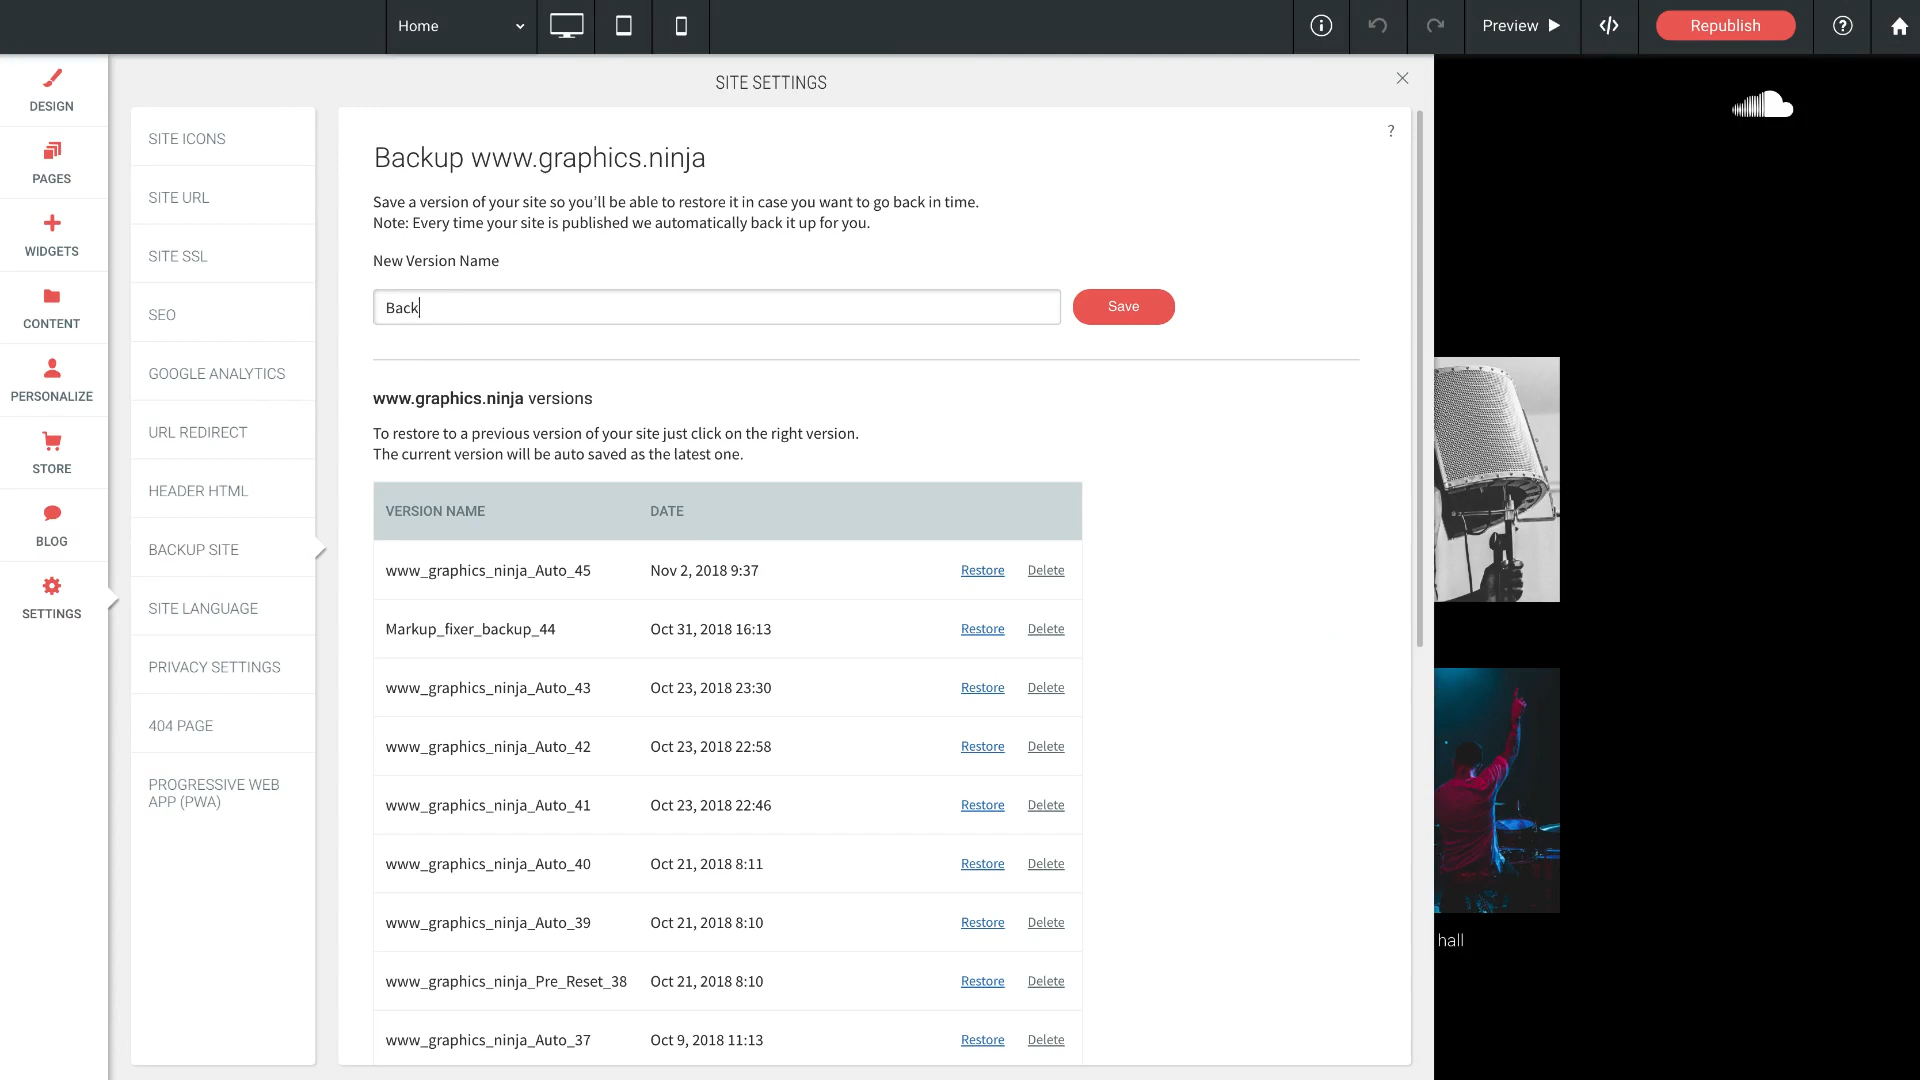 Home
Preview
Republish
DESIGN
PAGES
WIDGETS
CONTENT
PERSONALIZE
STORE
BLOG
SETTINGS
SITE SETTINGS
SITE ICONS
SITE URL
SITE SSL
SEO
GOOGLE ANALYTICS
URL REDIRECT
HEADER HTML
BACKUP SITE
SITE LANGUAGE
PRIVACY SETTINGS
404 PAGE
PROGRESSIVE WEB
APP (PWA)
?
Backup www.graphics.ninja
Save a version of your site so you'll be able to restore it in case you want to go back in time.
Note: Every time your site is published we automatically back it up for you.
New Version Name
Back
Save
www.graphics.ninja versions
To restore to a previous version of your site just click on the right version.
The current version will be auto saved as the latest one.
VERSION NAME DATE
www_graphics_ninja_Auto_45 Nov 2, 2018 9:37 Restore Delete
Markup_fixer_backup_44 Oct 31, 2018 16:13 Restore Delete
www_graphics_ninja_Auto_43 Oct 23, 2018 23:30 Restore Delete
www_graphics_ninja_Auto_42 Oct 23, 2018 22:58 Restore Delete
www_graphics_ninja_Auto_41 Oct 23, 2018 22:46 Restore Delete
www_graphics_ninja_Auto_40 Oct 21, 2018 8:11 Restore Delete
www_graphics_ninja_Auto_39 Oct 21, 2018 8:10 Restore Delete
www_graphics_ninja_Pre_Reset_38 Oct 21, 2018 8:10 Restore Delete
www_graphics_ninja_Auto_37 Oct 9, 2018 11:13 Restore Delete
hall